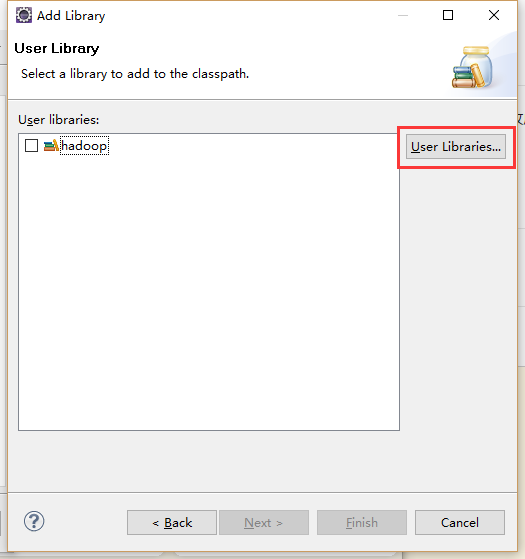 Add Library
User Library
Select a library to add to the classpath.
User libraries:
hadoop
User Libraries...
?
< Back
Next >
Finish
Cancel